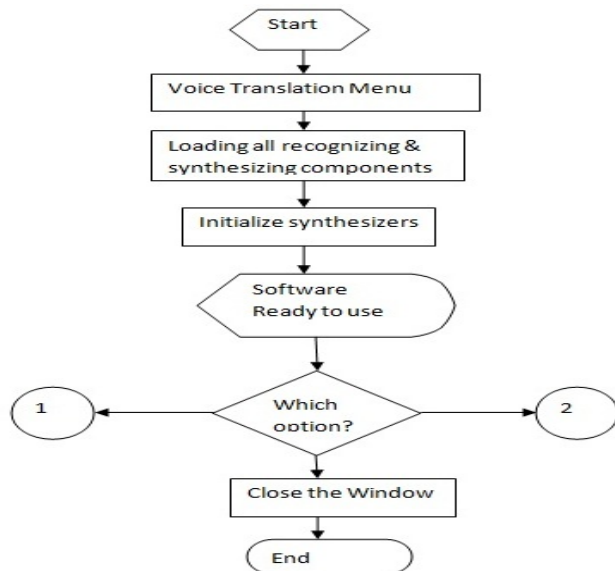 Start
Voice Translation Menu
Loading all recognizing &
synthesizing components
Initialize synthesizers
Software
Ready to use
1
Which
option?
2
Close the Window
End